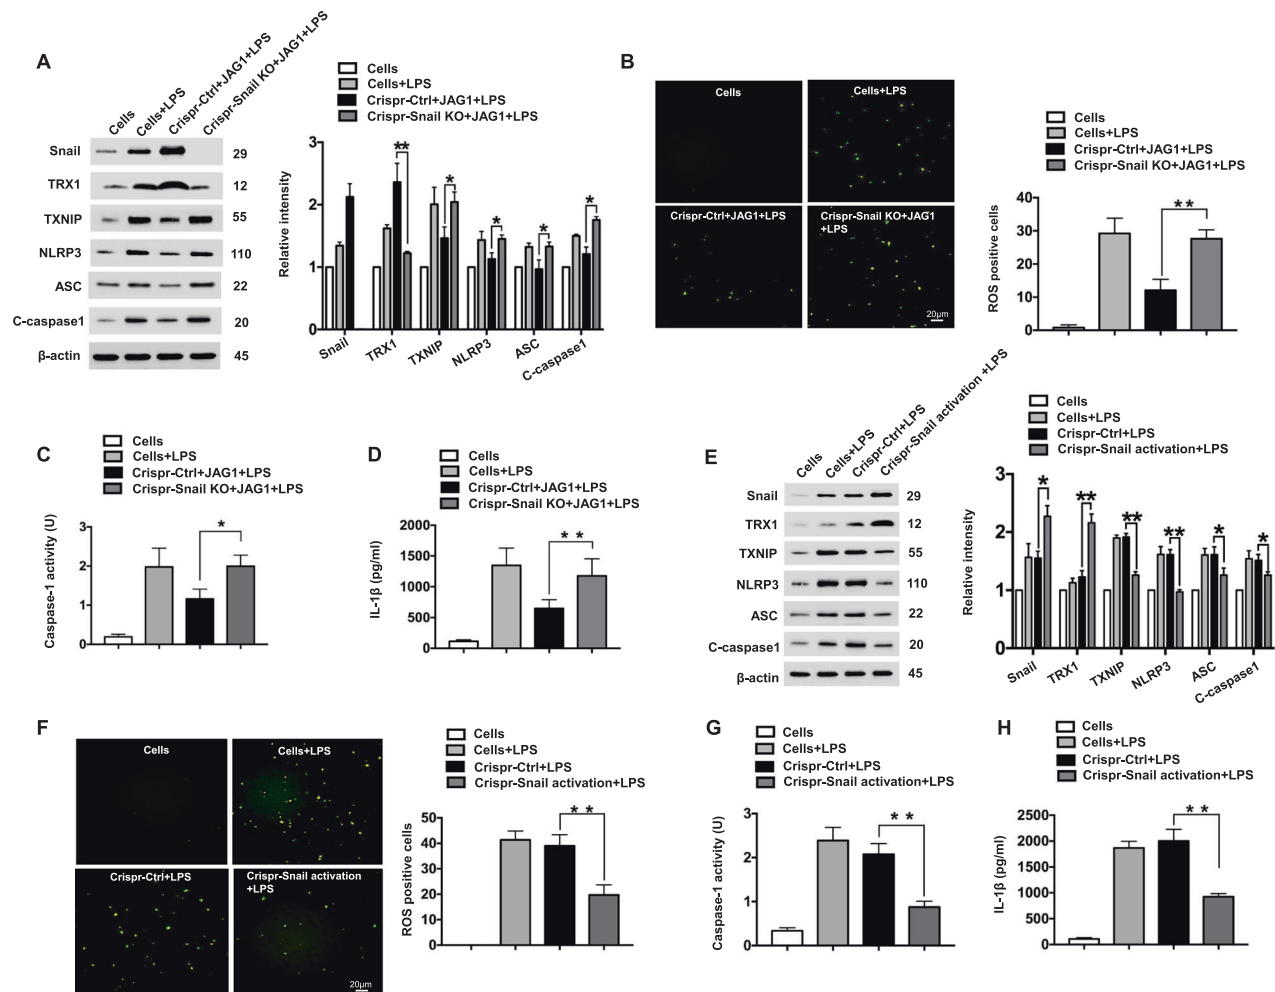 A
Cells
Cells+LPS
Crispr-Ctrl+JAG1+LPS
Crispr-Snail KO+JAG1+LPS
Snail 29
TRX1 12
TXNIP 55
NLRP3 110
ASC 22
C-caspase1 20
β-actin 45
Cells
Cells+LPS
Crispr-Ctrl+JAG1+LPS
Crispr-Snail KO+JAG1+LPS
Relative intensity
3
2
1
0
** * * * *
Snail TRX1 TXNIP NLRP3 ASC C-caspase1
B
Cells
Cells+LPS
Crispr-Ctrl+JAG1+LPS
Crispr-Snail KO+JAG1
+LPS
20μm
Cells
Cells+LPS
Crispr-Ctrl+JAG1+LPS
Crispr-Snail KO+JAG1+LPS
ROS positive cells
40
30
20
10
0
* *
C
Cells
Cells+LPS
Crispr-Ctrl+JAG1+LPS
Crispr-Snail KO+JAG1+LPS
Caspase-1 activity (U)
3
2
1
0
*
D
Cells
Cells+LPS
Crispr-Ctrl+JAG1+LPS
Crispr-Snail KO+JAG1+LPS
IL-1β (pg/ml)
2000
1500
1000
500
0
* *
E
Cells
Cells+LPS
Crispr-Ctrl+LPS
Crispr-Snail activation +LPS
Snail 29
TRX1 12
TXNIP 55
NLRP3 110
ASC 22
C-caspase1 20
β-actin 45
Cells
Cells+LPS
Crispr-Ctrl+LPS
Crispr-Snail activation+LPS
Relative intensity
3
2
1
0
* ** ** ** * *
Snail TRX1 TXNIP NLRP3 ASC C-caspase1
F
Cells
Cells+LPS
Crispr-Ctrl+LPS
Crispr-Snail activation
+LPS
20μm
Cells
Cells+LPS
Crispr-Ctrl+LPS
Crispr-Snail activation+LPS
ROS positive cells
50
40
30
20
10
0
* *
G
Cells
Cells+LPS
Crispr-Ctrl+LPS
Crispr-Snail activation+LPS
Caspase-1 activity (U)
3
2
1
0
* *
H
Cells
Cells+LPS
Crispr-Ctrl+LPS
Crispr-Snail activation+LPS
IL-1β (pg/ml)
2500
2000
1500
1000
500
0
* *